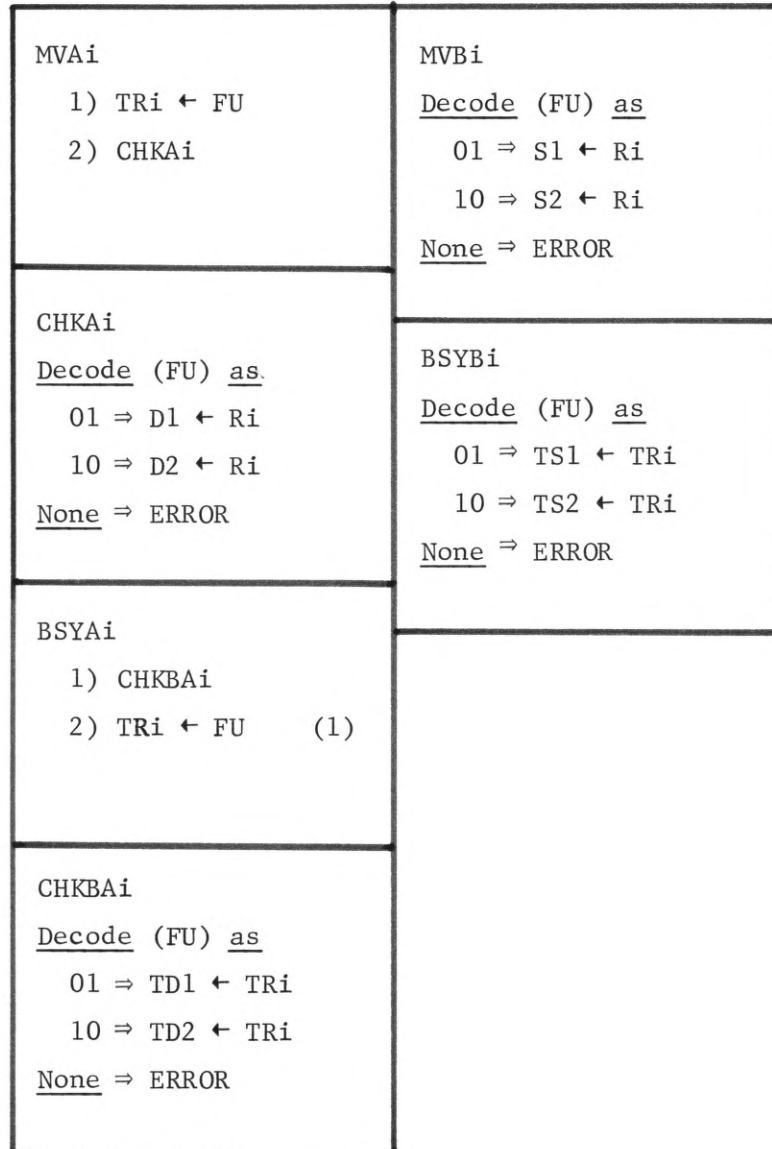 MVAi
1) TRi ← FU
2) CHKAi
CHKAi
Decode (FU) as
01 ⇒ D1 ← Ri
10 ⇒ D2 ← Ri
None ⇒ ERROR
BSYAi
1) CHKBAi
2) TRi ← FU (1)
CHKBAi
Decode (FU) as
01 ⇒ TD1 ← TRi
10 ⇒ TD2 ← TRi
None ⇒ ERROR
MVBi
Decode (FU) as
01 ⇒ S1 ← Ri
10 ⇒ S2 ← Ri
None ⇒ ERROR
BSYBi
Decode (FU) as
01 ⇒ TS1 ← TRi
10 ⇒ TS2 ← TRi
None ⇒ ERROR